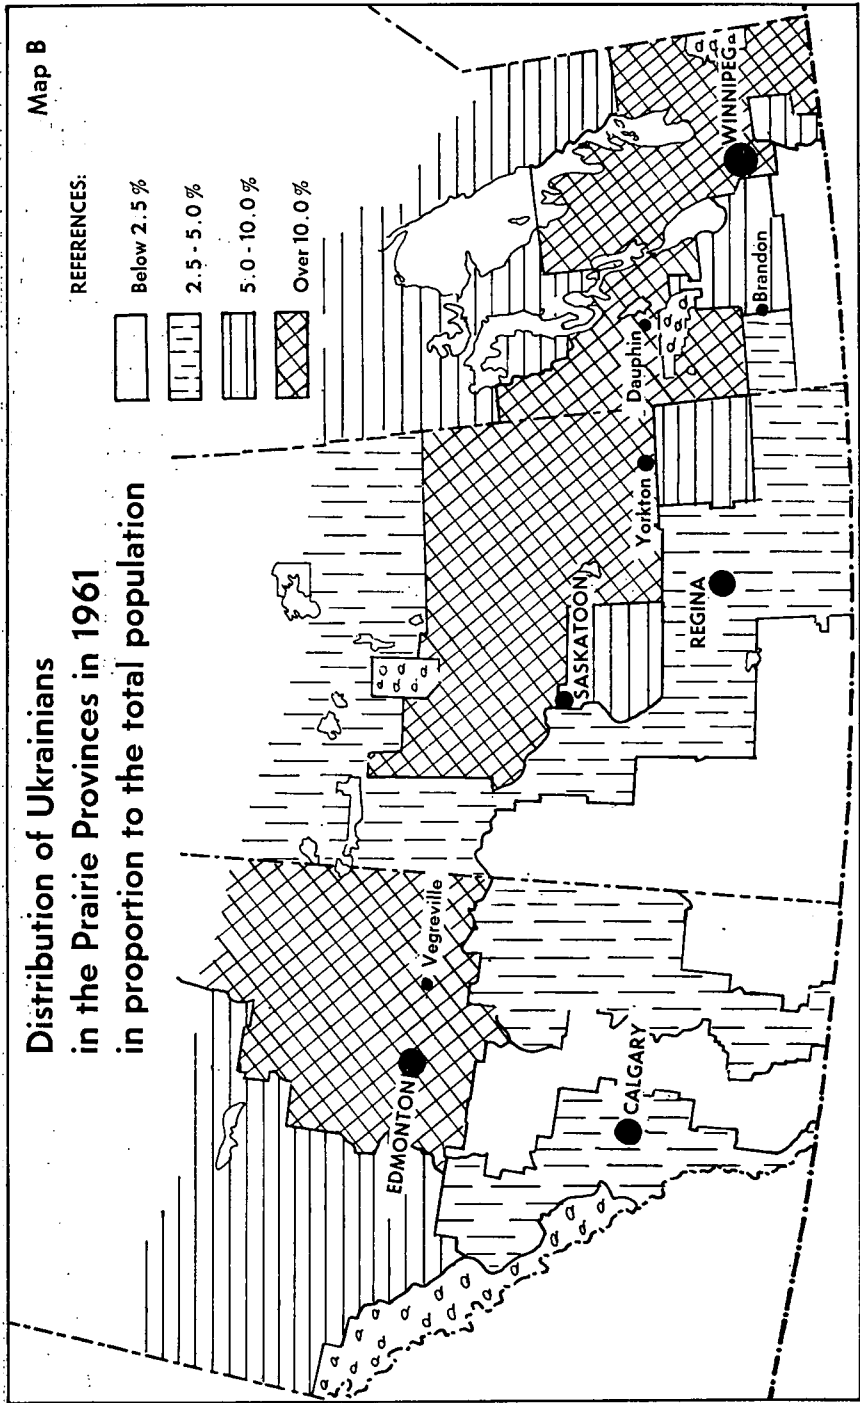 Distribution of Ukrainians
in the Prairie Provinces in 1961
in proportion to the total population
Map B
REFERENCES:
Below 2.5%
2.5 - 5.0%
5.0-10.0%
Over 10.0%
EDMONTON
Vegreville
CALGARY
SASKATOON
REGINA
Yorkton
Dauphin
Brandon
WINNIPEG